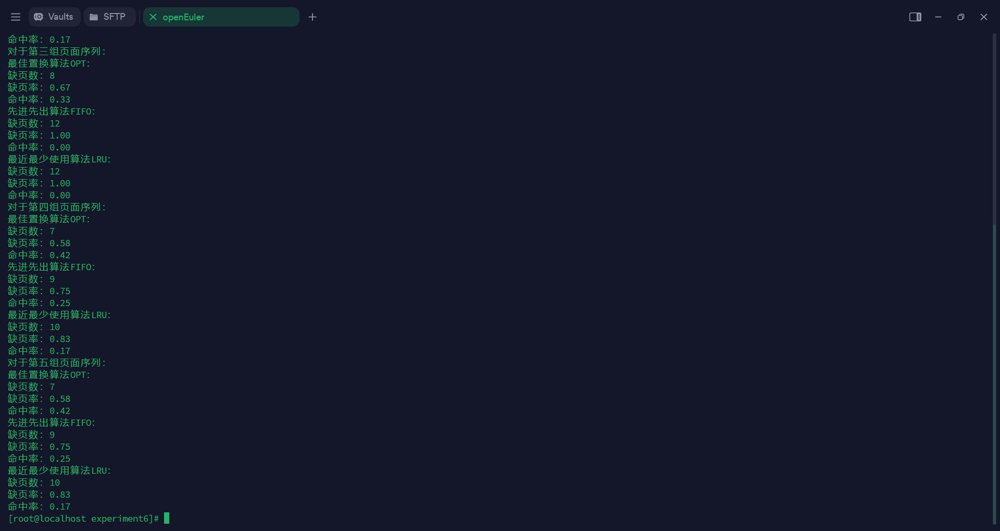 Vaults SFTP openEuler
命中率: 0.17
对于第三组页面序列:
最佳置换算法OPT:
缺页数: 8
缺页率: 0.67
命中率: 0.33
先进先出算法FIFO:
缺页数: 12
缺页率: 1.00
命中率: 0.00
最近最少使用算法LRU:
缺页数: 12
缺页率: 1.00
命中率: 0.00
对于第四组页面序列:
最佳置换算法OPT:
缺页数: 7
缺页率: 0.58
命中率: 0.42
先进先出算法FIFO:
缺页数: 9
缺页率: 0.75
命中率: 0.25
最近最少使用算法LRU:
缺页数: 10
缺页率: 0.83
命中率: 0.17
对于第五组页面序列:
最佳置换算法OPT:
缺页数: 7
缺页率: 0.58
命中率: 0.42
先进先出算法FIFO:
缺页数: 9
缺页率: 0.75
命中率: 0.25
最近最少使用算法LRU:
缺页数: 10
缺页率: 0.83
命中率: 0.17
[root@localhost experiment6]#